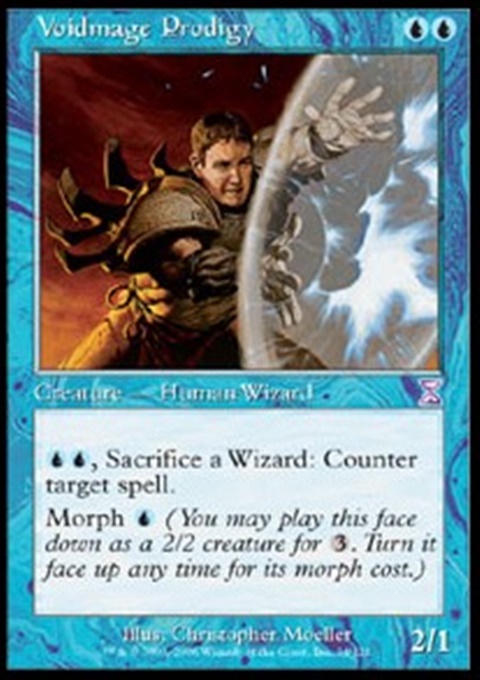 Voidmage Prodigy
Creature — Human Wizard
, Sacrifice a Wizard: Counter
target spell.
Morph (You may play this face
down as a 2/2 creature for 3. Turn it
face up any time for its morph cost.)
Illus. Christopher Moeller
2/1